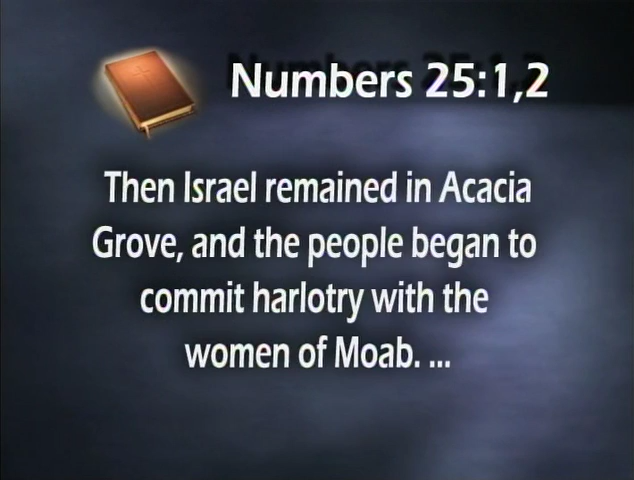 Numbers 25:1,2
Then Israel remained in Acacia
Grove, and the people began to
commit harlotry with the
women of Moab. ...